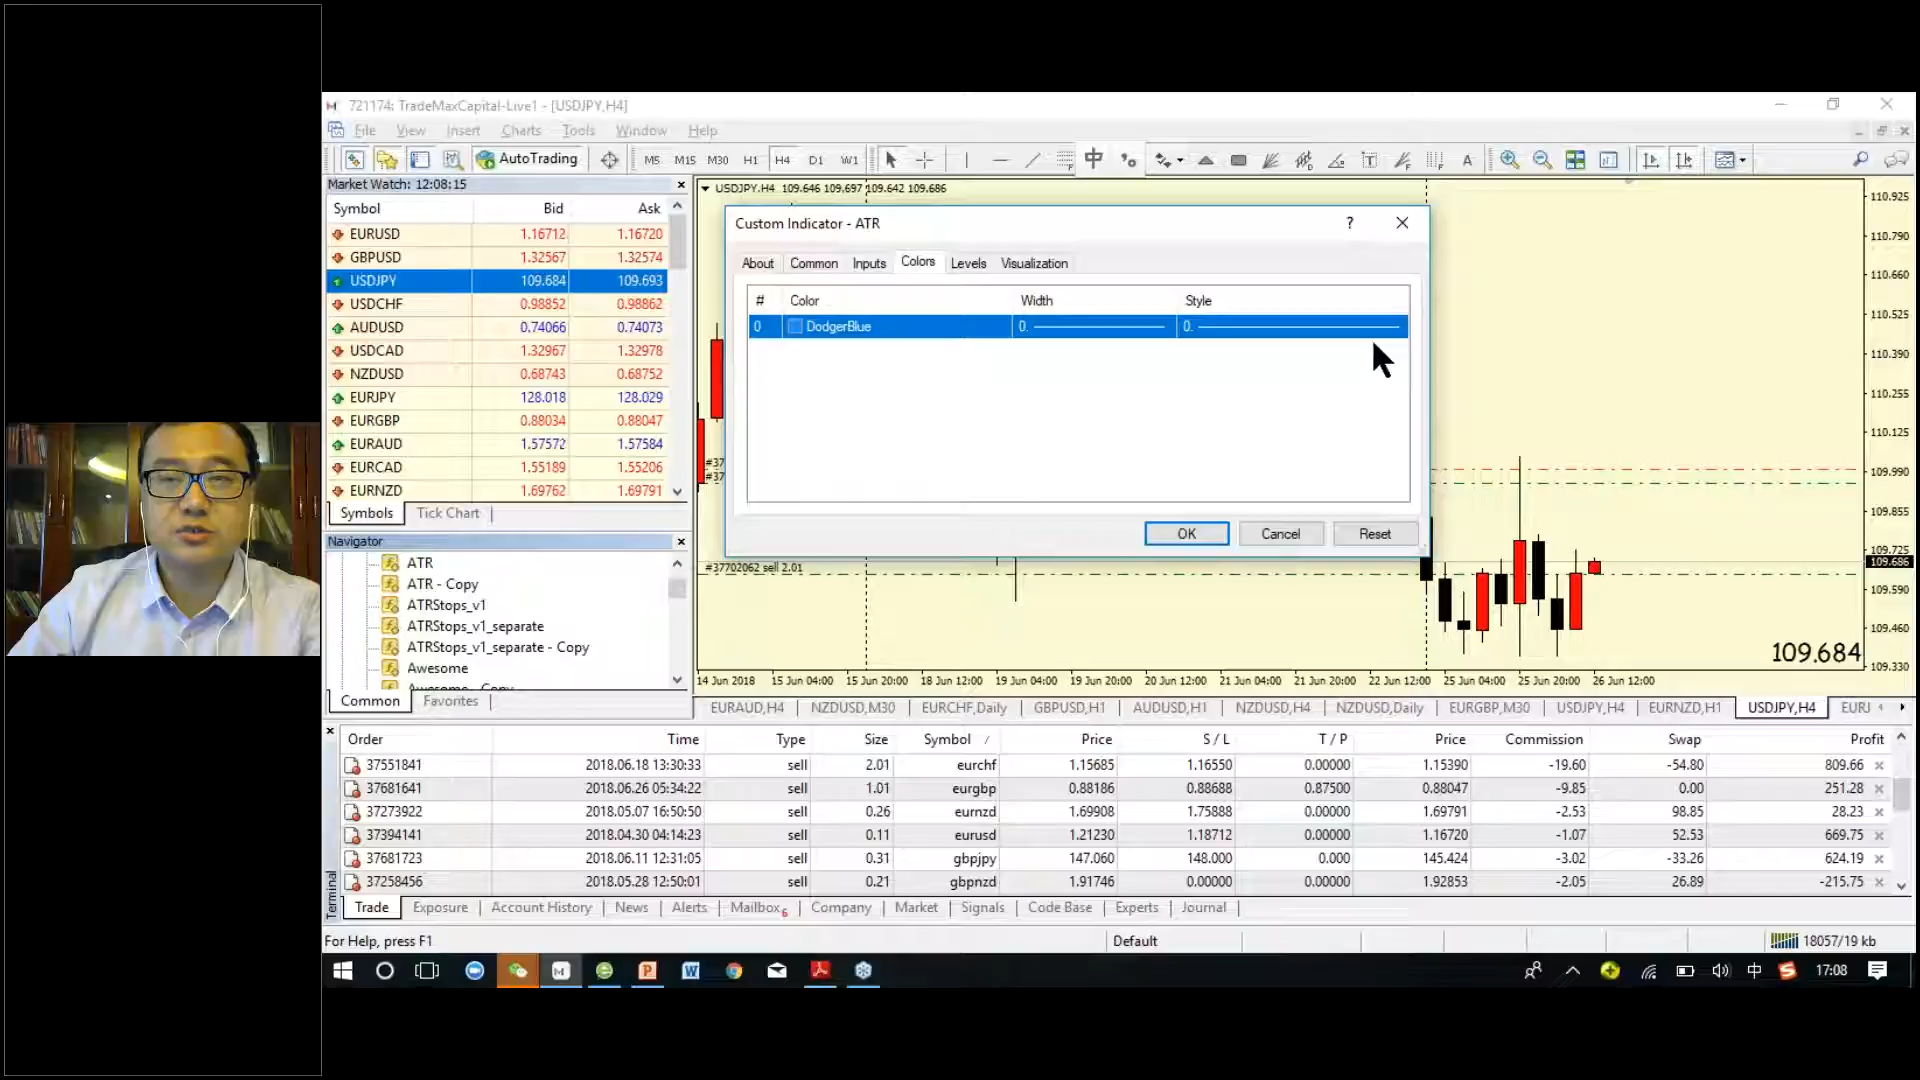 721174: TradeMaxCapital-Live1 - [USDJPY,H4]
File View Insert Charts Tools Window Help
AutoTrading M5 M15 M30 H1 H4 D1 W1 中 A T
Market Watch: 12:08:15
Symbol Bid Ask
EURUSD 1.16712 1.16720
GBPUSD 1.32567 1.32574
USDJPY 109.684 109.693
USDCHF 0.98852 0.98862
AUDUSD 0.74066 0.74073
USDCAD 1.32967 1.32978
NZDUSD 0.68743 0.68752
EURJPY 128.018 128.029
EURGBP 0.88034 0.88047
EURAUD 1.57572 1.57584
EURCAD 1.55189 1.55206
EURNZD 1.69762 1.69791
Symbols Tick Chart
Navigator
ATR
ATR - Copy
ATRStops_v1
ATRStops_v1_separate
ATRStops_v1_separate - Copy
Awesome
Awesome - Copy
Common Favorites
USDJPY,H4 109.646 109.697 109.642 109.686
Custom Indicator - ATR ?
About Common Inputs Colors Levels Visualization
# Color Width Style
0 DodgerBlue 0. 0.
OK Cancel Reset
#37
#37
#37702062 sell 2.01
110.925
110.790
110.660
110.525
110.390
110.255
110.125
109.990
109.855
109.725
109.686
109.590
109.460
109.330
109.684
14 Jun 2018 15 Jun 04:00 15 Jun 20:00 18 Jun 12:00 19 Jun 04:00 19 Jun 20:00 20 Jun 12:00 21 Jun 04:00 21 Jun 20:00 22 Jun 12:00 25 Jun 04:00 25 Jun 20:00 26 Jun 12:00
EURAUD,H4 NZDUSD,M30 EURCHF,Daily GBPUSD,H1 AUDUSD,H1 NZDUSD,H4 NZDUSD,Daily EURGBP,M30 USDJPY,H4 EURNZD,H1 USDJPY,H4 EURJ
Order Time Type Size Symbol / Price S / L T / P Price Commission Swap Profit
37551841 2018.06.18 13:30:33 sell 2.01 eurchf 1.15685 1.16550 0.00000 1.15390 -19.60 -54.80 809.66
37681641 2018.06.26 05:34:22 sell 1.01 eurgbp 0.88186 0.88688 0.87500 0.88047 -9.85 0.00 251.28
37273922 2018.05.07 16:50:50 sell 0.26 eurnzd 1.69908 1.75888 0.00000 1.69791 -2.53 98.85 28.23
37394141 2018.04.30 04:14:23 sell 0.11 eurusd 1.21230 1.18712 0.00000 1.16720 -1.07 52.53 669.75
37681723 2018.06.11 12:31:05 sell 0.31 gbpjpy 147.060 148.000 0.000 145.424 -3.02 -33.26 624.19
37258456 2018.05.28 12:50:01 sell 0.21 gbpnzd 1.91746 0.00000 0.00000 1.92853 -2.05 26.89 -215.75
Terminal
Trade Exposure Account History News Alerts Mailbox 6 Company Market Signals Code Base Experts Journal
For Help, press F1 Default 18057/19 kb
中 17:08